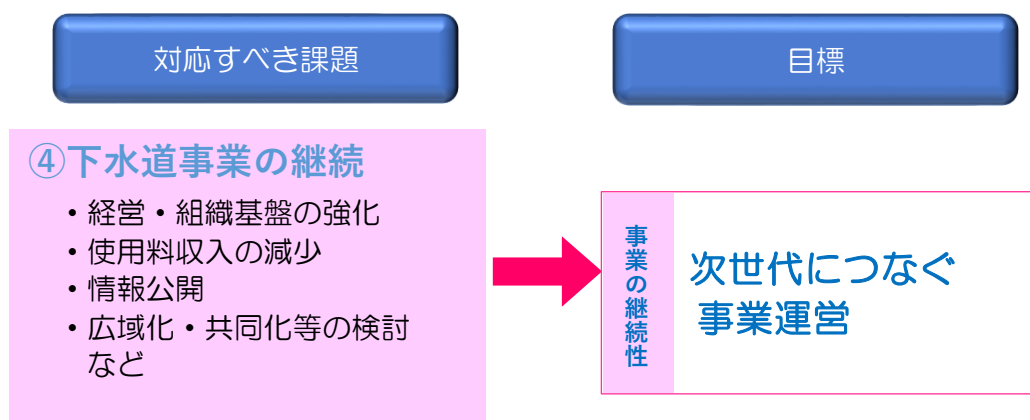 対応すべき課題
目標
④下水道事業の継続
・経営・組織基盤の強化
・使用料収入の減少
・情報公開
・広域化・共同化等の検討
など
事業の継続性
次世代につなぐ
事業運営